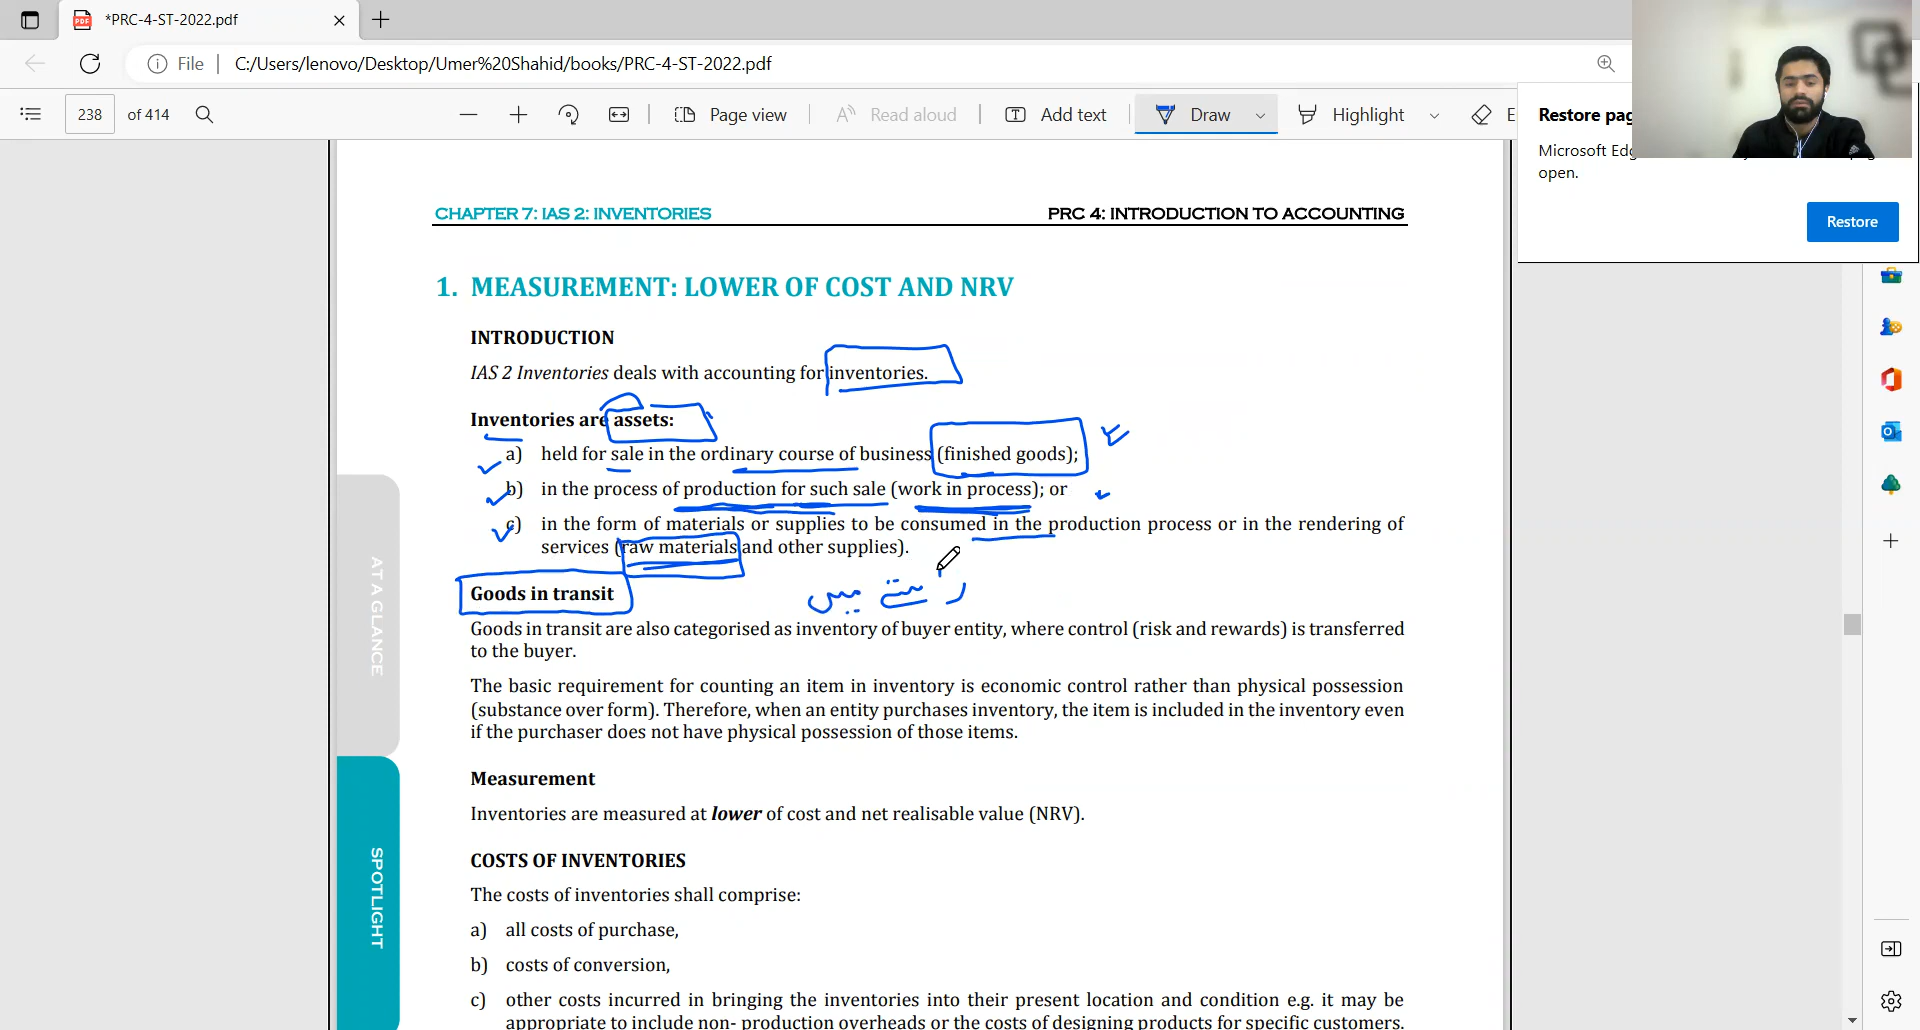 *PRC-4-ST-2022.pdf
File
C:/Users/lenovo/Desktop/Umer%20Shahid/books/PRC-4-ST-2022.pdf
238 of 414
Page view
Read aloud
Add text
Draw
Highlight
E
Restore pag
Microsoft Edg
open.
Restore
CHAPTER 7: IAS 2: INVENTORIES
PRC 4: INTRODUCTION TO ACCOUNTING
1. MEASUREMENT: LOWER OF COST AND NRV
INTRODUCTION
IAS 2 Inventories deals with accounting for inventories.
Inventories are assets:
a) held for sale in the ordinary course of business (finished goods);
b) in the process of production for such sale (work in process); or
c) in the form of materials or supplies to be consumed in the production process or in the rendering of
services (raw materials and other supplies).
Goods in transit
Goods in transit are also categorised as inventory of buyer entity, where control (risk and rewards) is transferred
to the buyer.
The basic requirement for counting an item in inventory is economic control rather than physical possession
(substance over form). Therefore, when an entity purchases inventory, the item is included in the inventory even
if the purchaser does not have physical possession of those items.
Measurement
Inventories are measured at lower of cost and net realisable value (NRV).
COSTS OF INVENTORIES
The costs of inventories shall comprise:
a) all costs of purchase,
b) costs of conversion,
c) other costs incurred in bringing the inventories into their present location and condition e.g. it may be
appropriate to include non- production overheads or the costs of designing products for specific customers.
AT A GLANCE
SPOTLIGHT